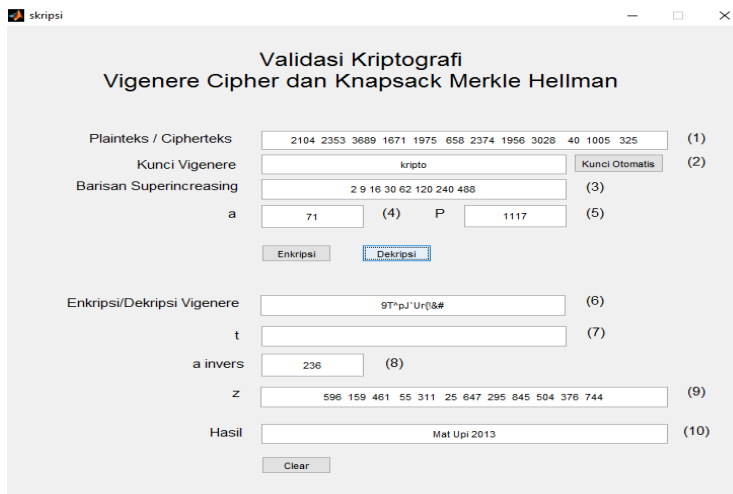 skripsi
Validasi Kriptografi
Vigenere Cipher dan Knapsack Merkle Hellman
Plainteks / Cipherteks 2104 2353 3689 1671 1975 658 2374 1956 3028 40 1005 325 (1)
Kunci Vigenere kripto Kunci Otomatis (2)
Barisan Superincreasing 2 9 16 30 62 120 240 488 (3)
a 71 (4) P 1117 (5)
Enkripsi Dekripsi
Enkripsi/Dekripsi Vigenere 9T^pJ`Ur{!&# (6)
t (7)
a invers 236 (8)
z 596 159 461 55 311 25 647 295 845 504 376 744 (9)
Hasil Mat Upi 2013 (10)
Clear